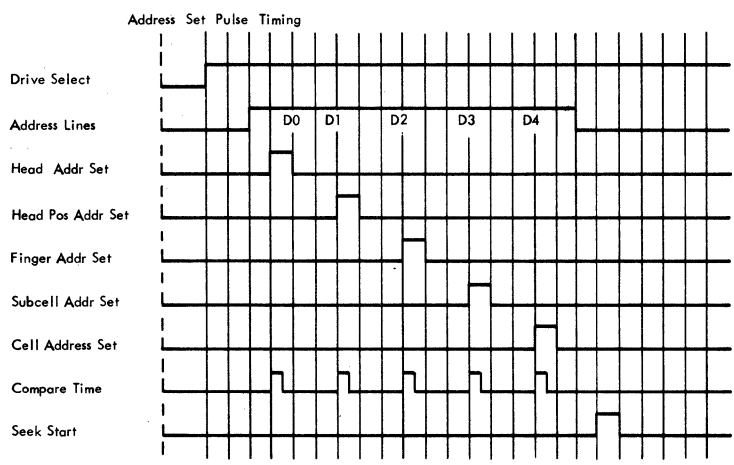 Address Set Pulse Timing
Drive Select
Address Lines
D0 D1 D2 D3 D4
Head Addr Set
Head Pos Addr Set
Finger Addr Set
Subcell Addr Set
Cell Address Set
Compare Time
Seek Start